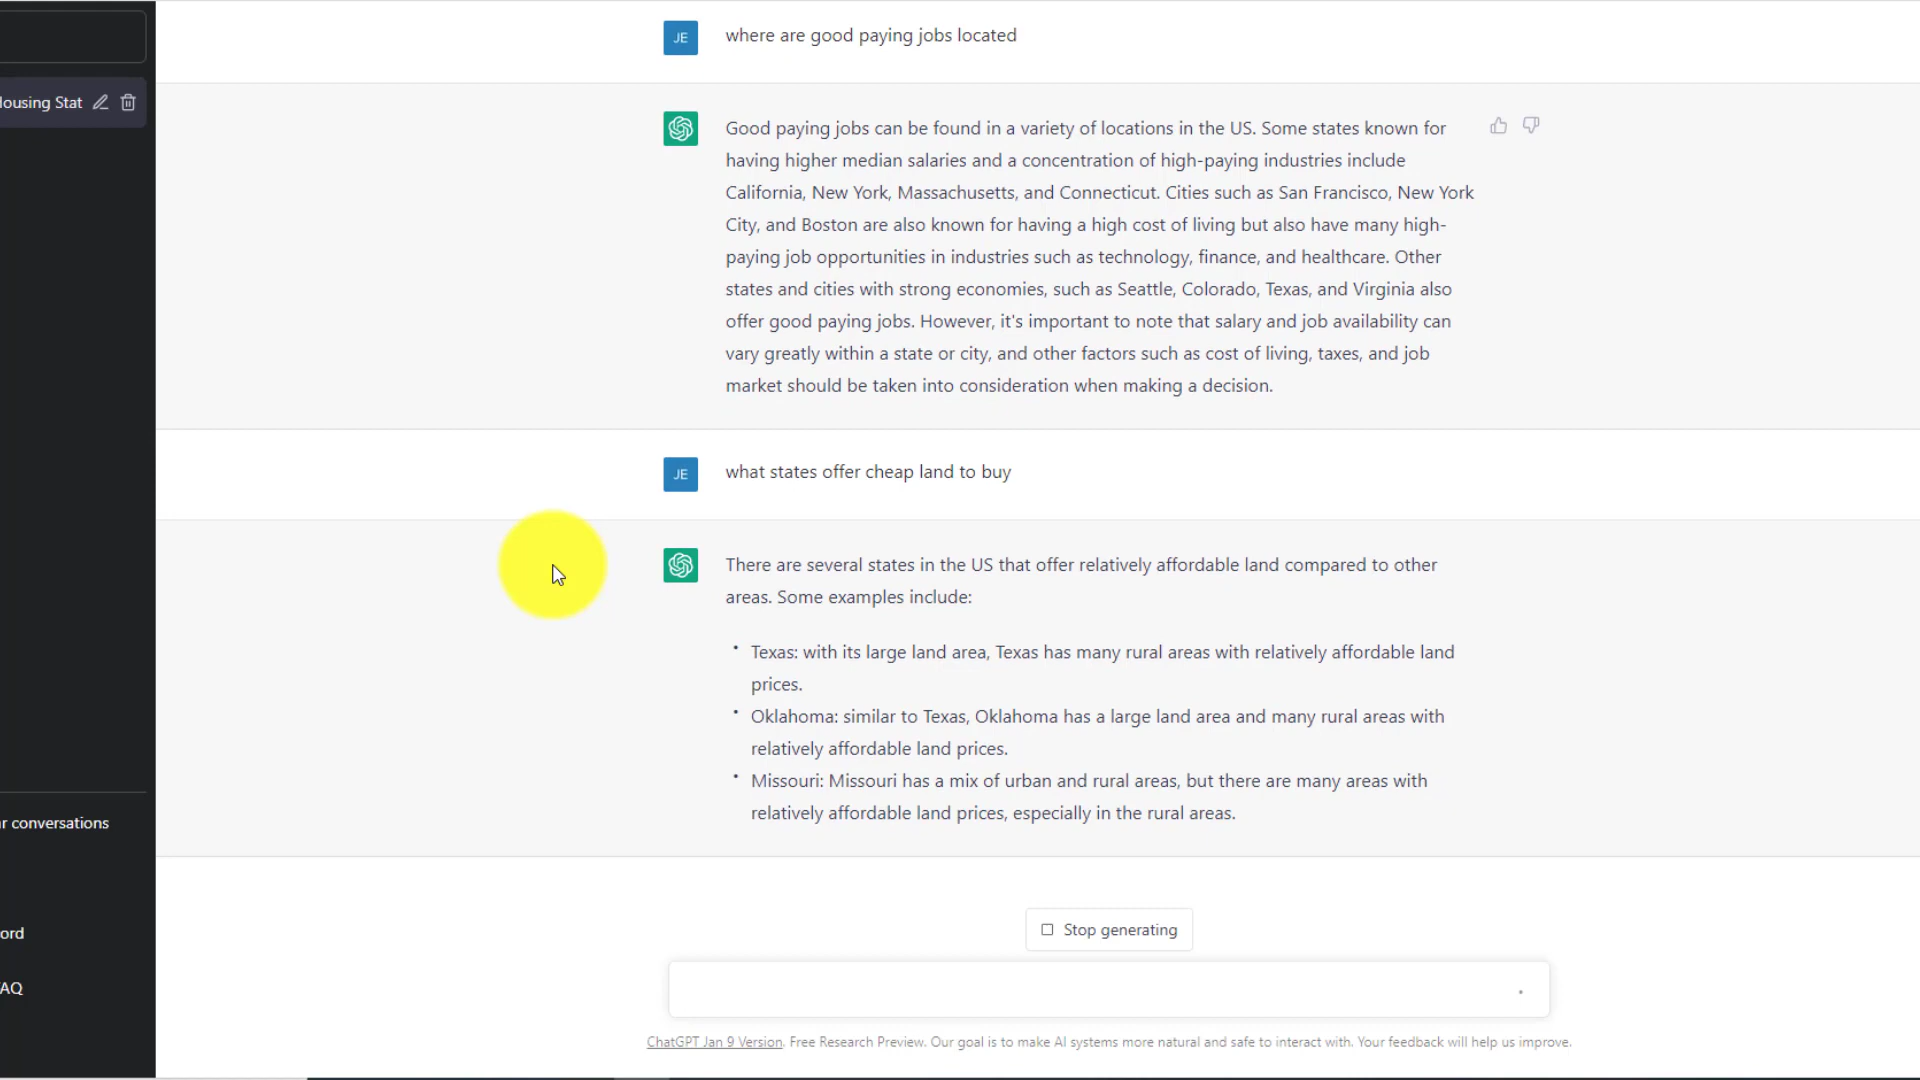 JE
where are good paying jobs located
ousing Stat
Good paying jobs can be found in a variety of locations in the US. Some states known for
having higher median salaries and a concentration of high-paying industries include
California, New York, Massachusetts, and Connecticut. Cities such as San Francisco, New York
City, and Boston are also known for having a high cost of living but also have many high-
paying job opportunities in industries such as technology, finance, and healthcare. Other
states and cities with strong economies, such as Seattle, Colorado, Texas, and Virginia also
offer good paying jobs. However, it's important to note that salary and job availability can
vary greatly within a state or city, and other factors such as cost of living, taxes, and job
market should be taken into consideration when making a decision.
JE
what states offer cheap land to buy
There are several states in the US that offer relatively affordable land compared to other
areas. Some examples include:
• Texas: with its large land area, Texas has many rural areas with relatively affordable land
prices.
• Oklahoma: similar to Texas, Oklahoma has a large land area and many rural areas with
relatively affordable land prices.
• Missouri: Missouri has a mix of urban and rural areas, but there are many areas with
relatively affordable land prices, especially in the rural areas.
r conversations
ord
AQ
Stop generating
ChatGPT Jan 9 Version. Free Research Preview. Our goal is to make AI systems more natural and safe to interact with. Your feedback will help us improve.